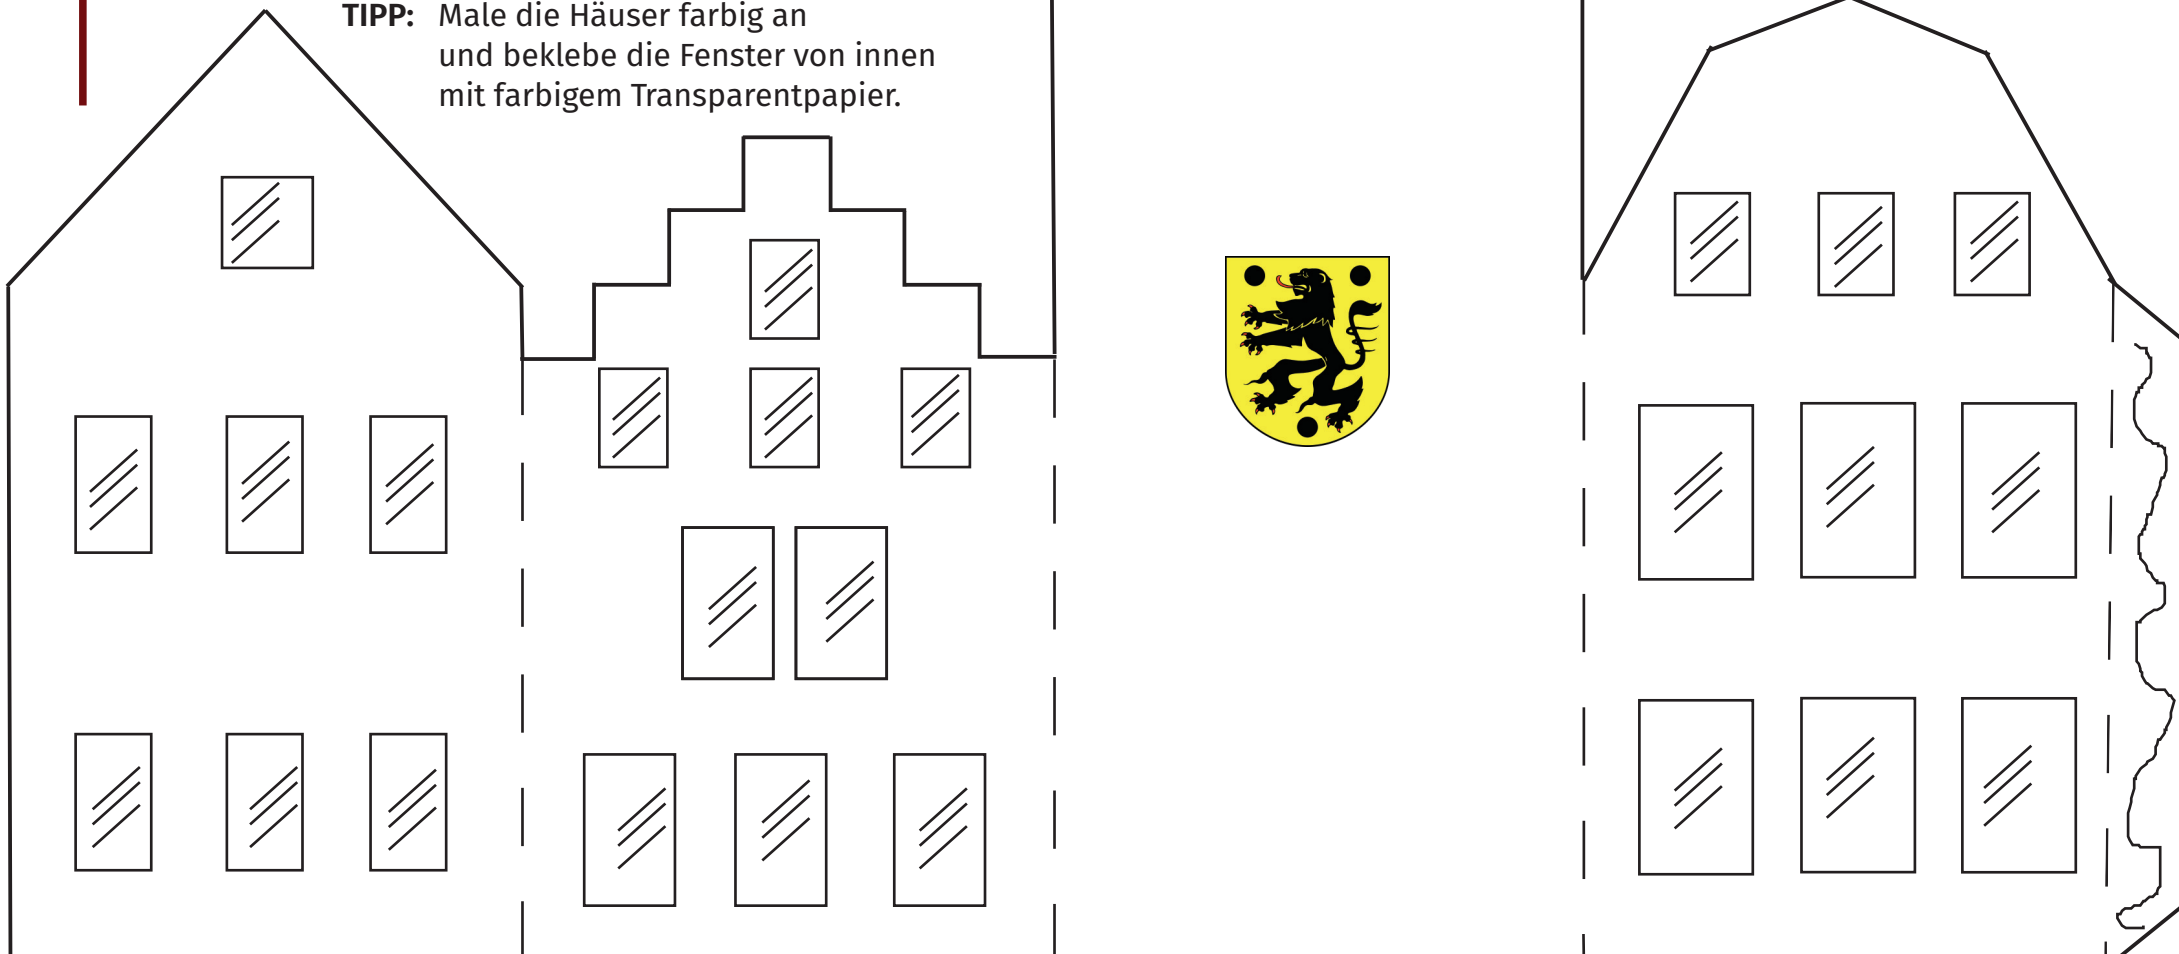 TIPP: Male die Häuser farbig an
und beklebe die Fenster von innen
mit farbigem Transparentpapier.